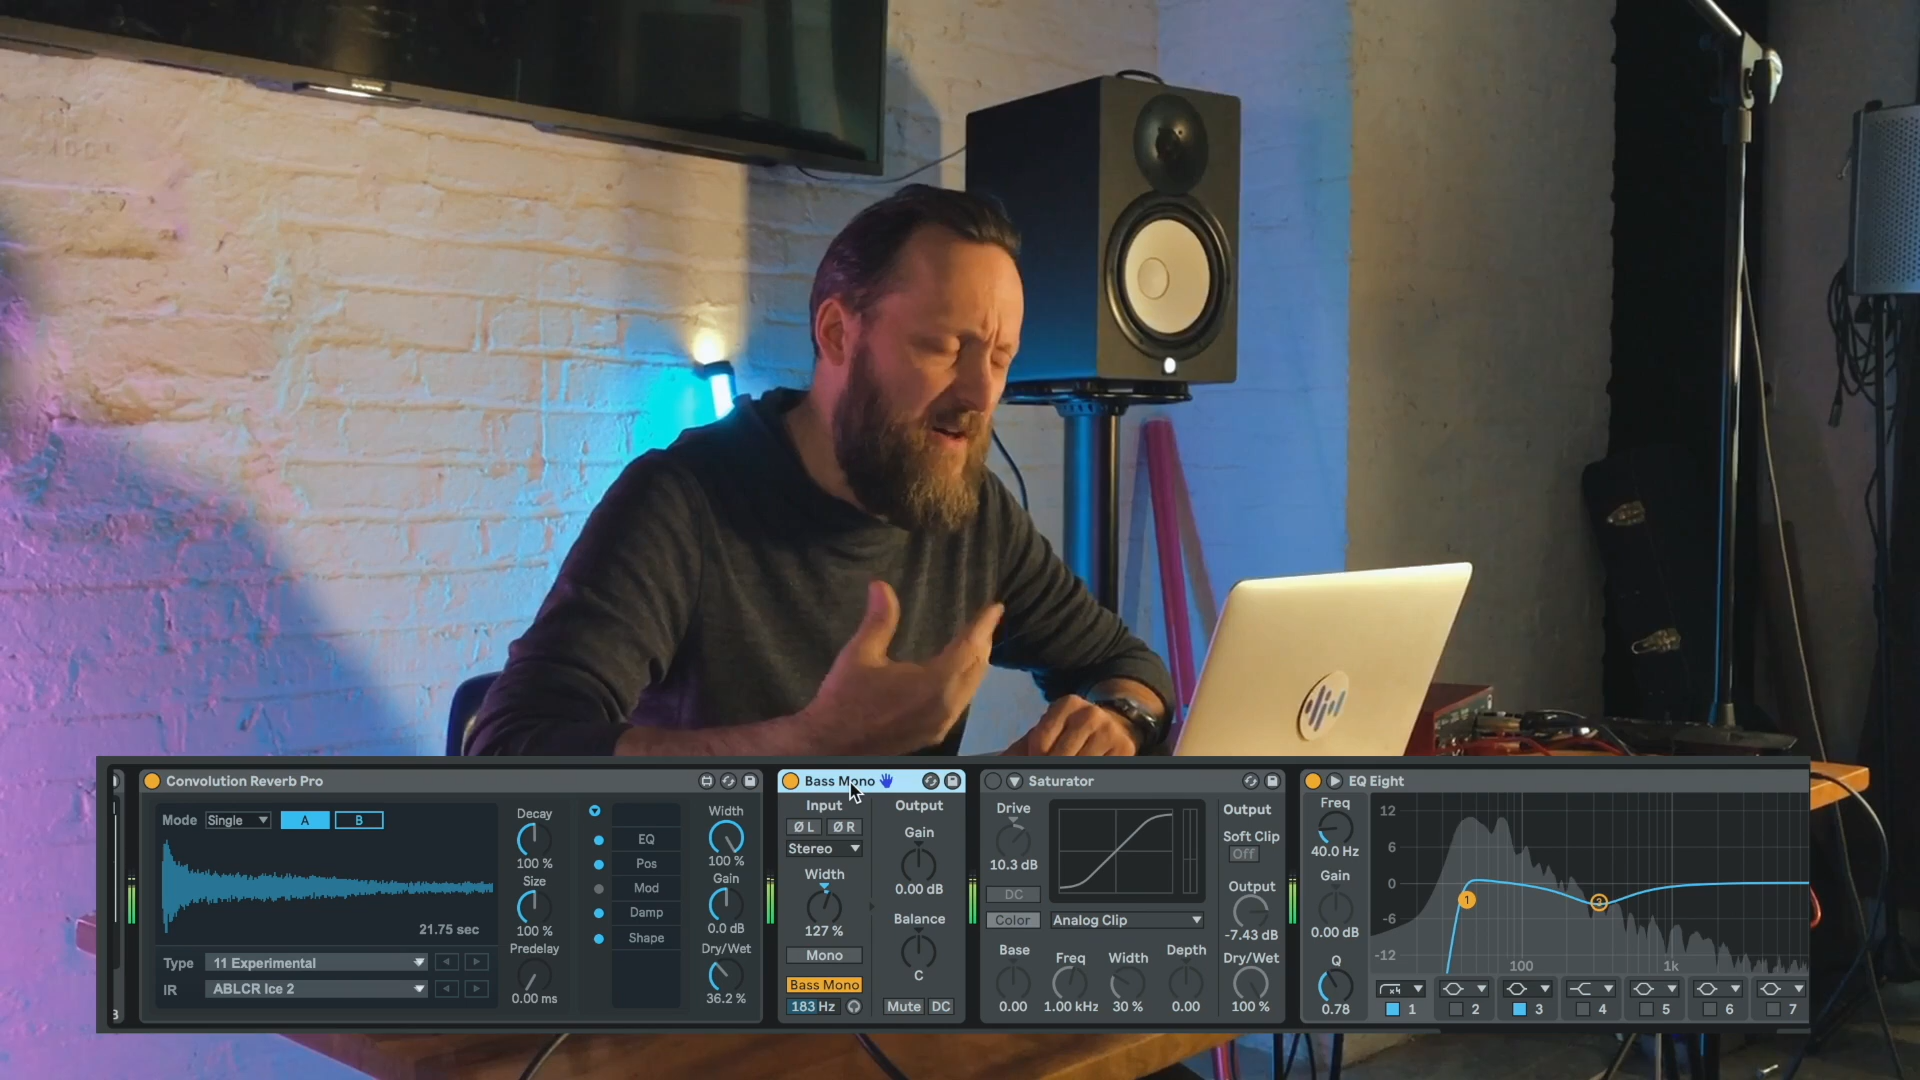 Convolution Reverb Pro
Mode Single A B
21.75 sec
Type 11 Experimental
IR ABLCR Ice 2
Decay
100 %
Size
100 %
Predelay
0.00 ms
EQ
Pos
Mod
Damp
Shape
Width
100 %
Gain
0.0 dB
Dry/Wet
36.2 %
Bass Mono
Input
Ø L Ø R
Stereo
Width
127 %
Mono
Bass Mono
183 Hz
Output
Gain
0.00 dB
Balance
C
Mute DC
Saturator
Drive
10.3 dB
DC
Color Analog Clip
Base
0.00
Freq
1.00 kHz
Width
30 %
Depth
0.00
Output
Soft Clip
Off
Output
-7.43 dB
Dry/Wet
100 %
EQ Eight
Freq
40.0 Hz
Gain
0.00 dB
Q
0.78
12
6
0
-6
-12
100 1k
1
3
x4
1 2 3 4 5 6 7